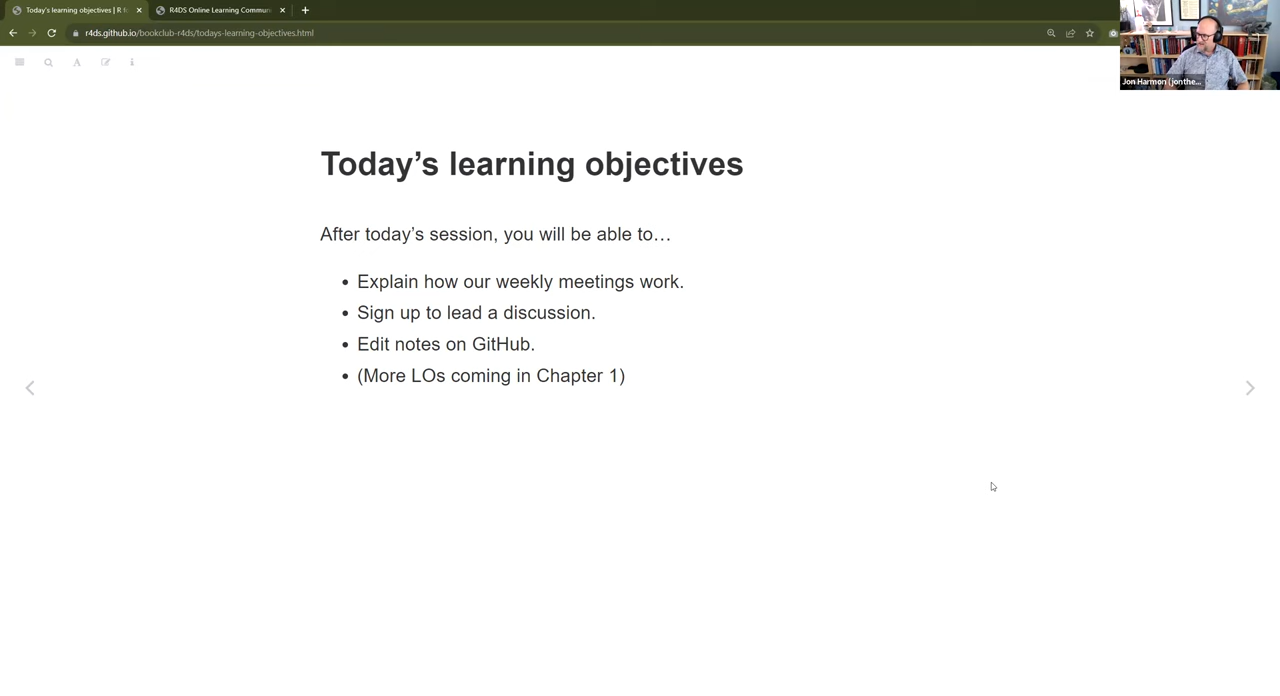 Today's learning objectives | R f
R4DS Online Learning Commun
r4ds.github.io/bookclub-r4ds/todays-learning-objectives.html
Jon Harmon (jonthe...
Today’s learning objectives
After today’s session, you will be able to…
• Explain how our weekly meetings work.
• Sign up to lead a discussion.
• Edit notes on GitHub.
• (More LOs coming in Chapter 1)